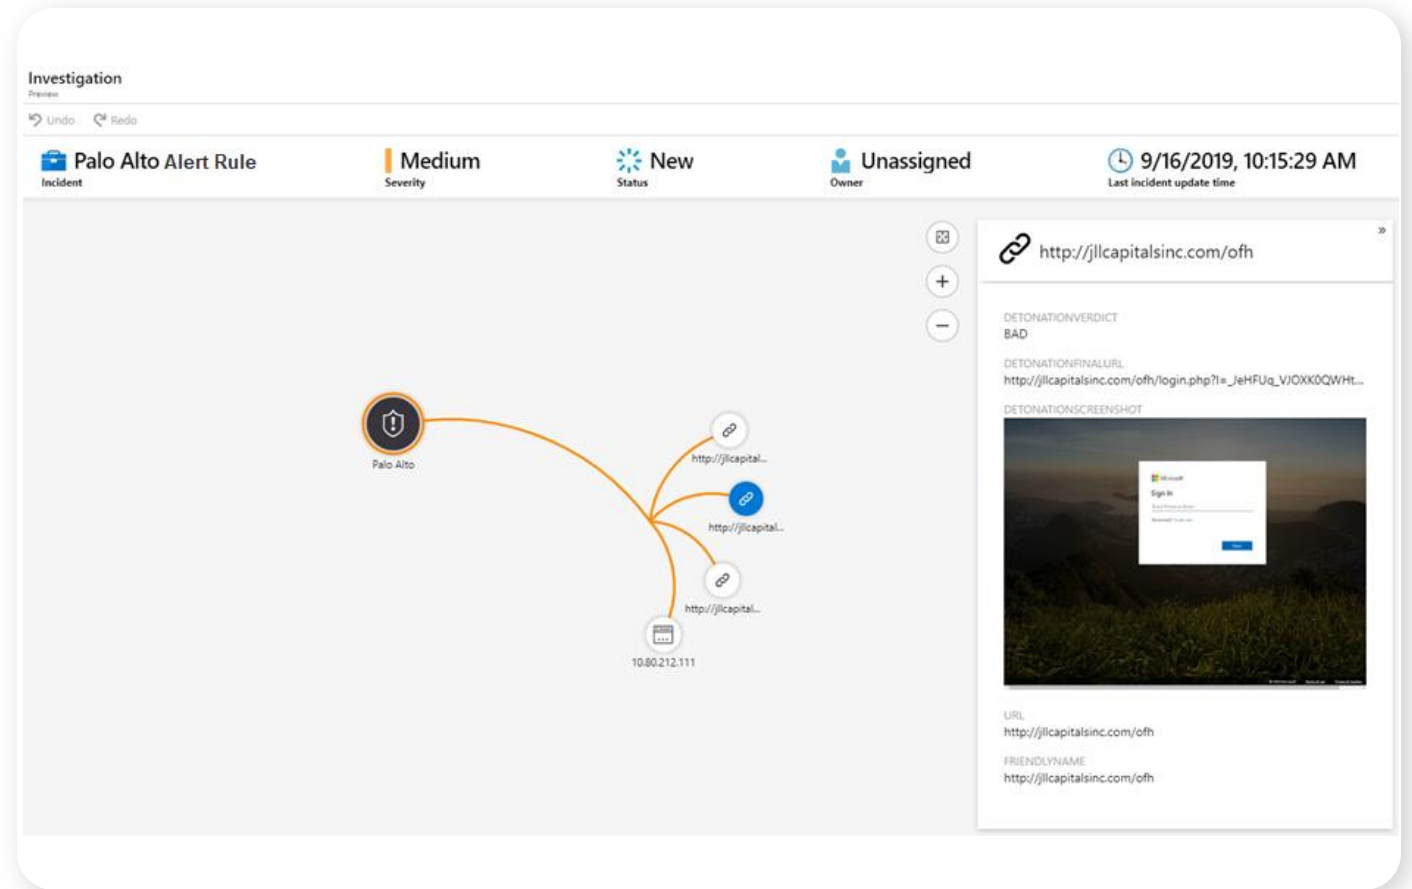 Investigation
Preview
Undo Redo
Palo Alto Alert Rule
Incident
Medium
Severity
New
Status
Unassigned
Owner
9/16/2019, 10:15:29 AM
Last incident update time
Palo Alto
http://jllcapital...
http://jllcapital...
http://jllcapital...
10.80.212.111
»
http://jllcapitalsinc.com/ofh
DETONATIONVERDICT
BAD
DETONATIONFINALURL
http://jllcapitalsinc.com/ofh/login.php?l=_JeHFUq_VJOXK0QWHt...
DETONATIONSCREENSHOT
Microsoft
Sign in
URL
http://jllcapitalsinc.com/ofh
FRIENDLYNAME
http://jllcapitalsinc.com/ofh